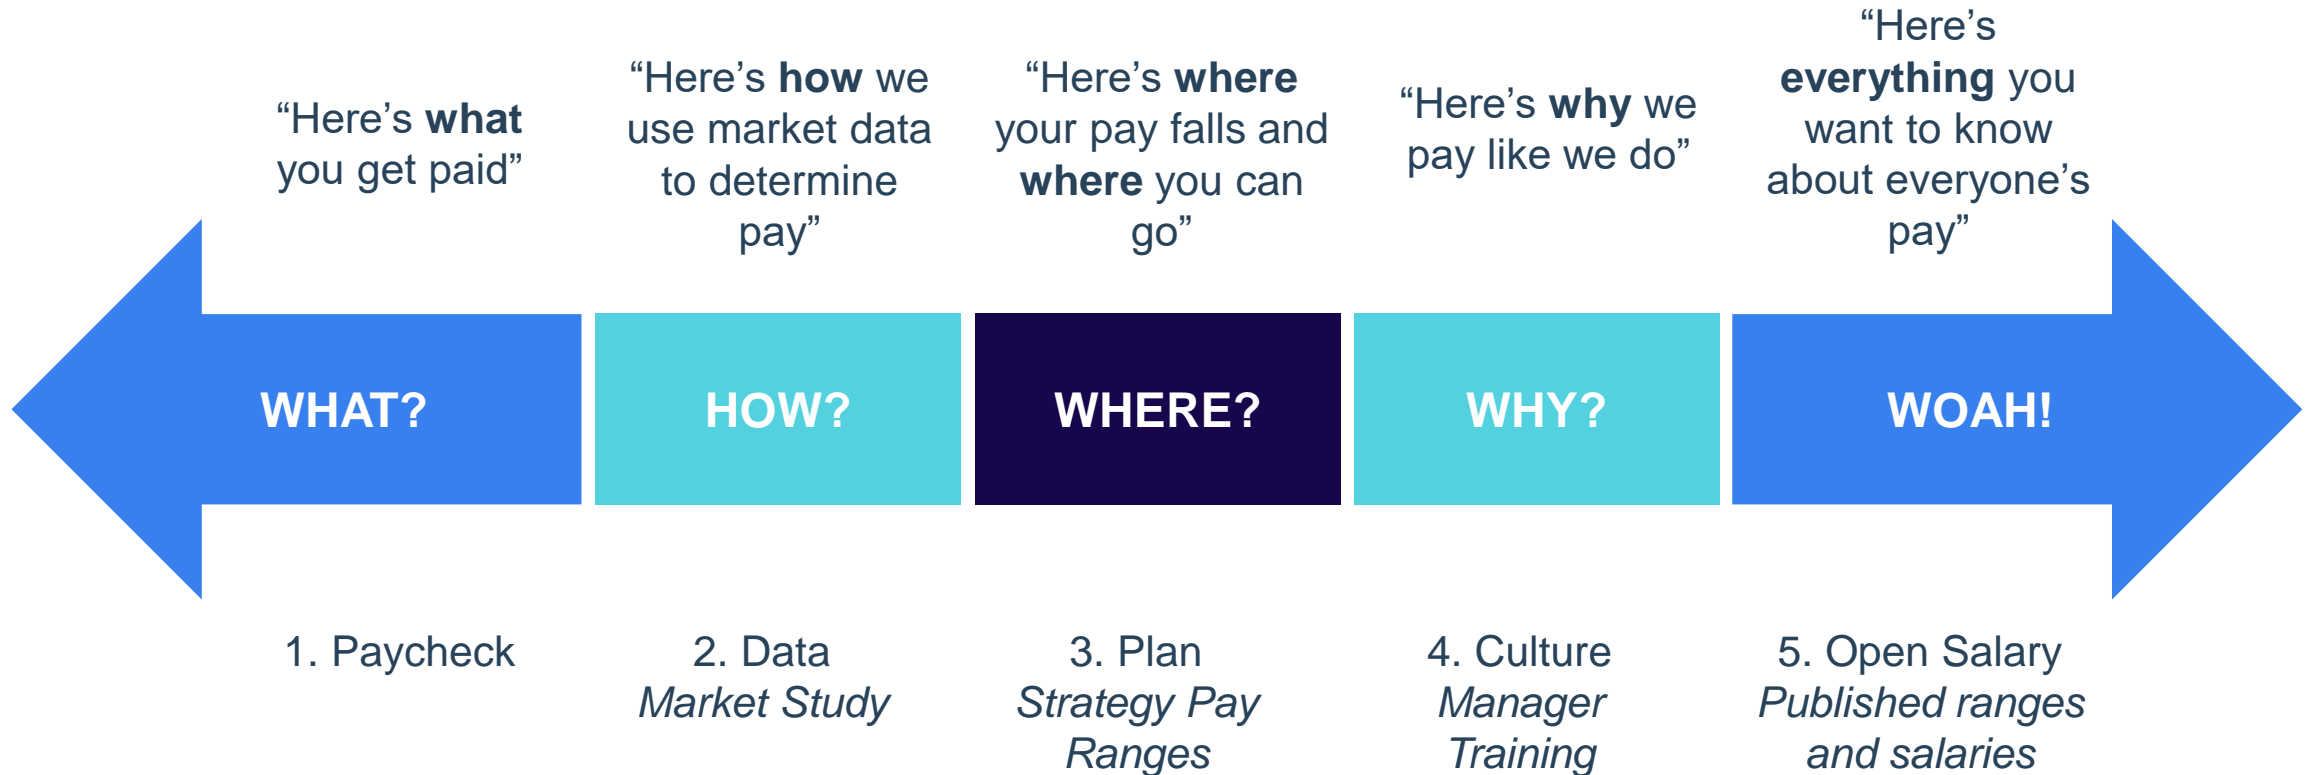 “Here’s what
you get paid”
“Here’s how we
use market data
to determine
pay”
“Here’s where
your pay falls and
where you can
go”
“Here’s why we
pay like we do”
“Here’s
everything you
want to know
about everyone’s
pay”
WHAT?
HOW?
WHERE?
WHY?
WOAH!
1. Paycheck
2. Data
Market Study
3. Plan
Strategy Pay
Ranges
4. Culture
Manager
Training
5. Open Salary
Published ranges
and salaries